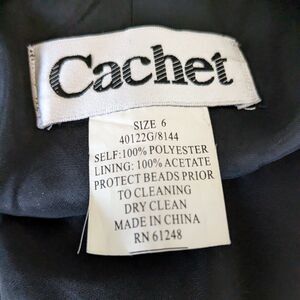 Cachet
SIZE 6
40122G/8144
SELF:100% POLYESTER
LINING: 100% ACETATE
PROTECT BEADS PRIOR
TO CLEANING
DRY CLEAN
MADE IN CHINA
RN 61248